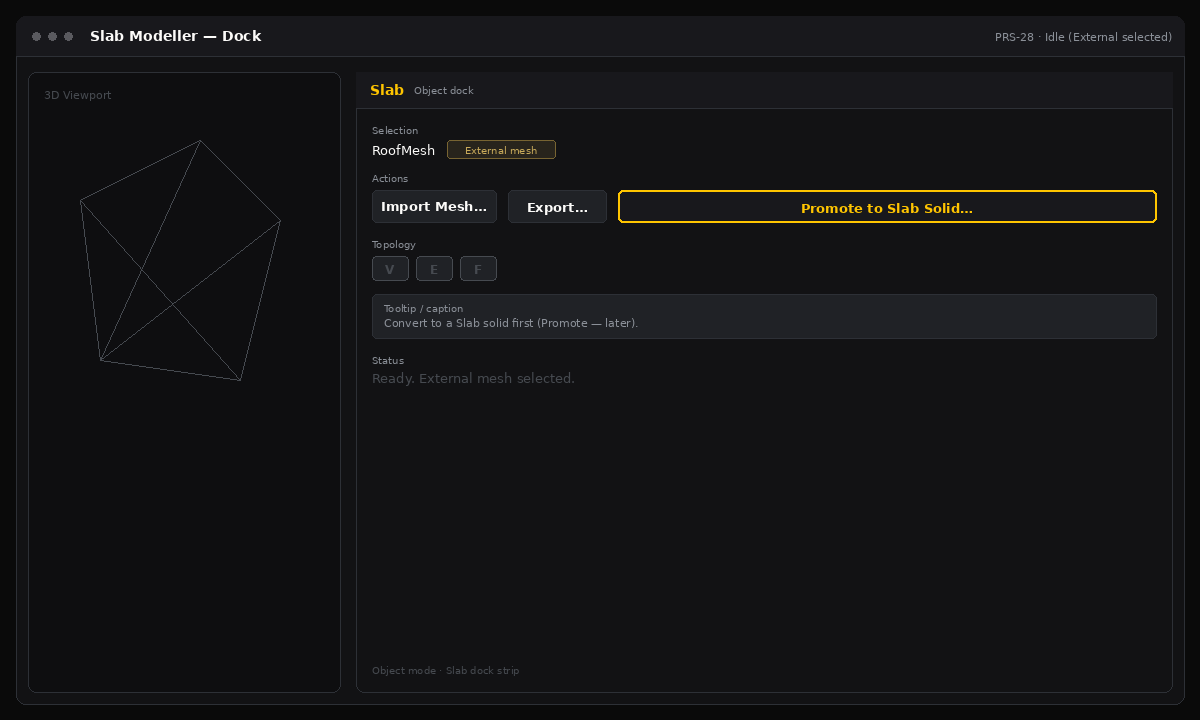 Slab Modeller — Dock
PRS-28 · Idle (External selected)
3D Viewport
Slab Object dock
Selection
RoofMesh External mesh
Actions
Import Mesh... Export... Promote to Slab Solid...
Topology
V E F
Tooltip / caption
Convert to a Slab solid first (Promote — later).
Status
Ready. External mesh selected.
Object mode · Slab dock strip